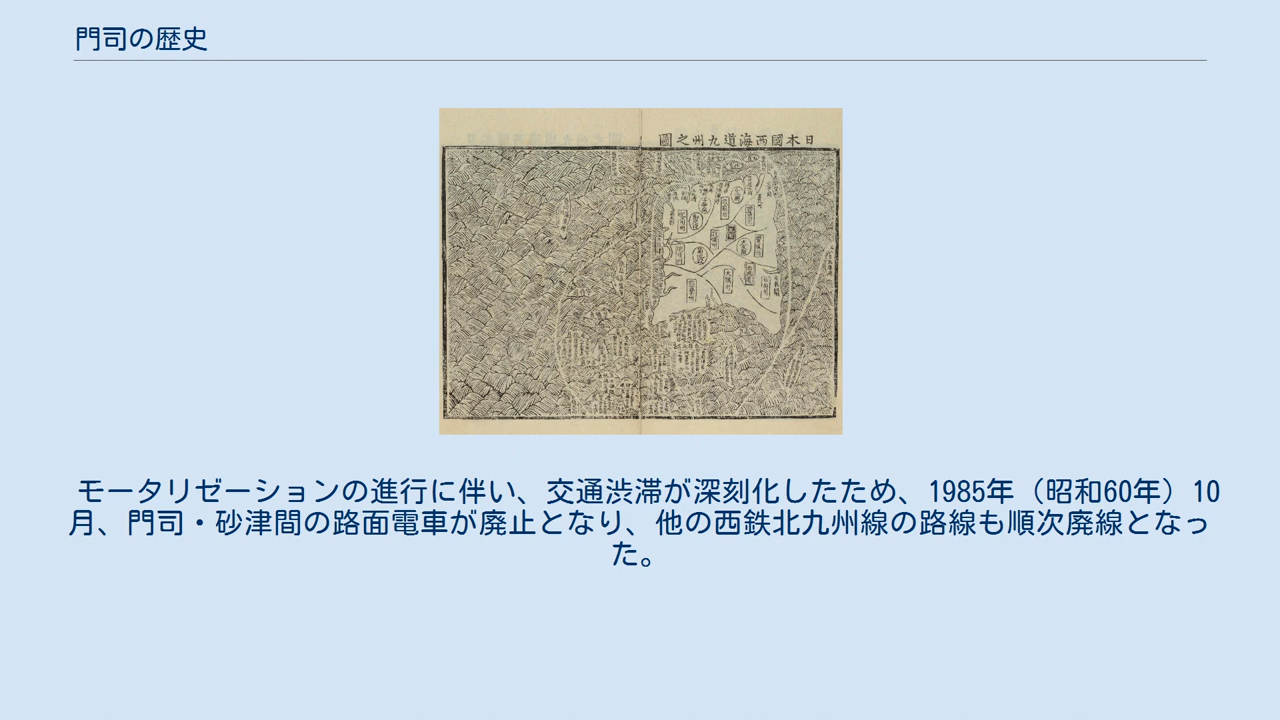 門司の歴史
日本國西海道九州之圖
モータリゼーションの進行に伴い、交通渋滞が深刻化したため、1985年（昭和60年）10
月、門司・砂津間の路面電車が廃止となり、他の西鉄北九州線の路線も順次廃線となっ
た。